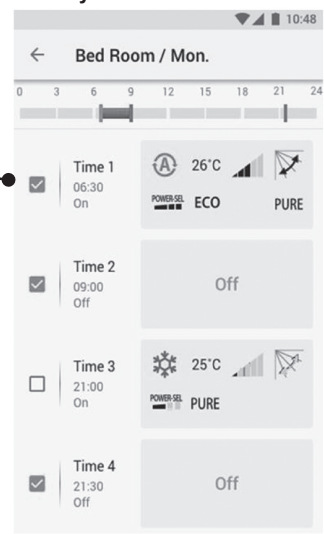 10:48
← Bed Room / Mon.
0 3 6 9 12 15 18 21 24
Time 1
06:30
On
A 26°C
POWER-SEL ECO PURE
Time 2
09:00
Off
Off
Time 3
21:00
On
25°C
POWER-SEL PURE
Time 4
21:30
Off
Off